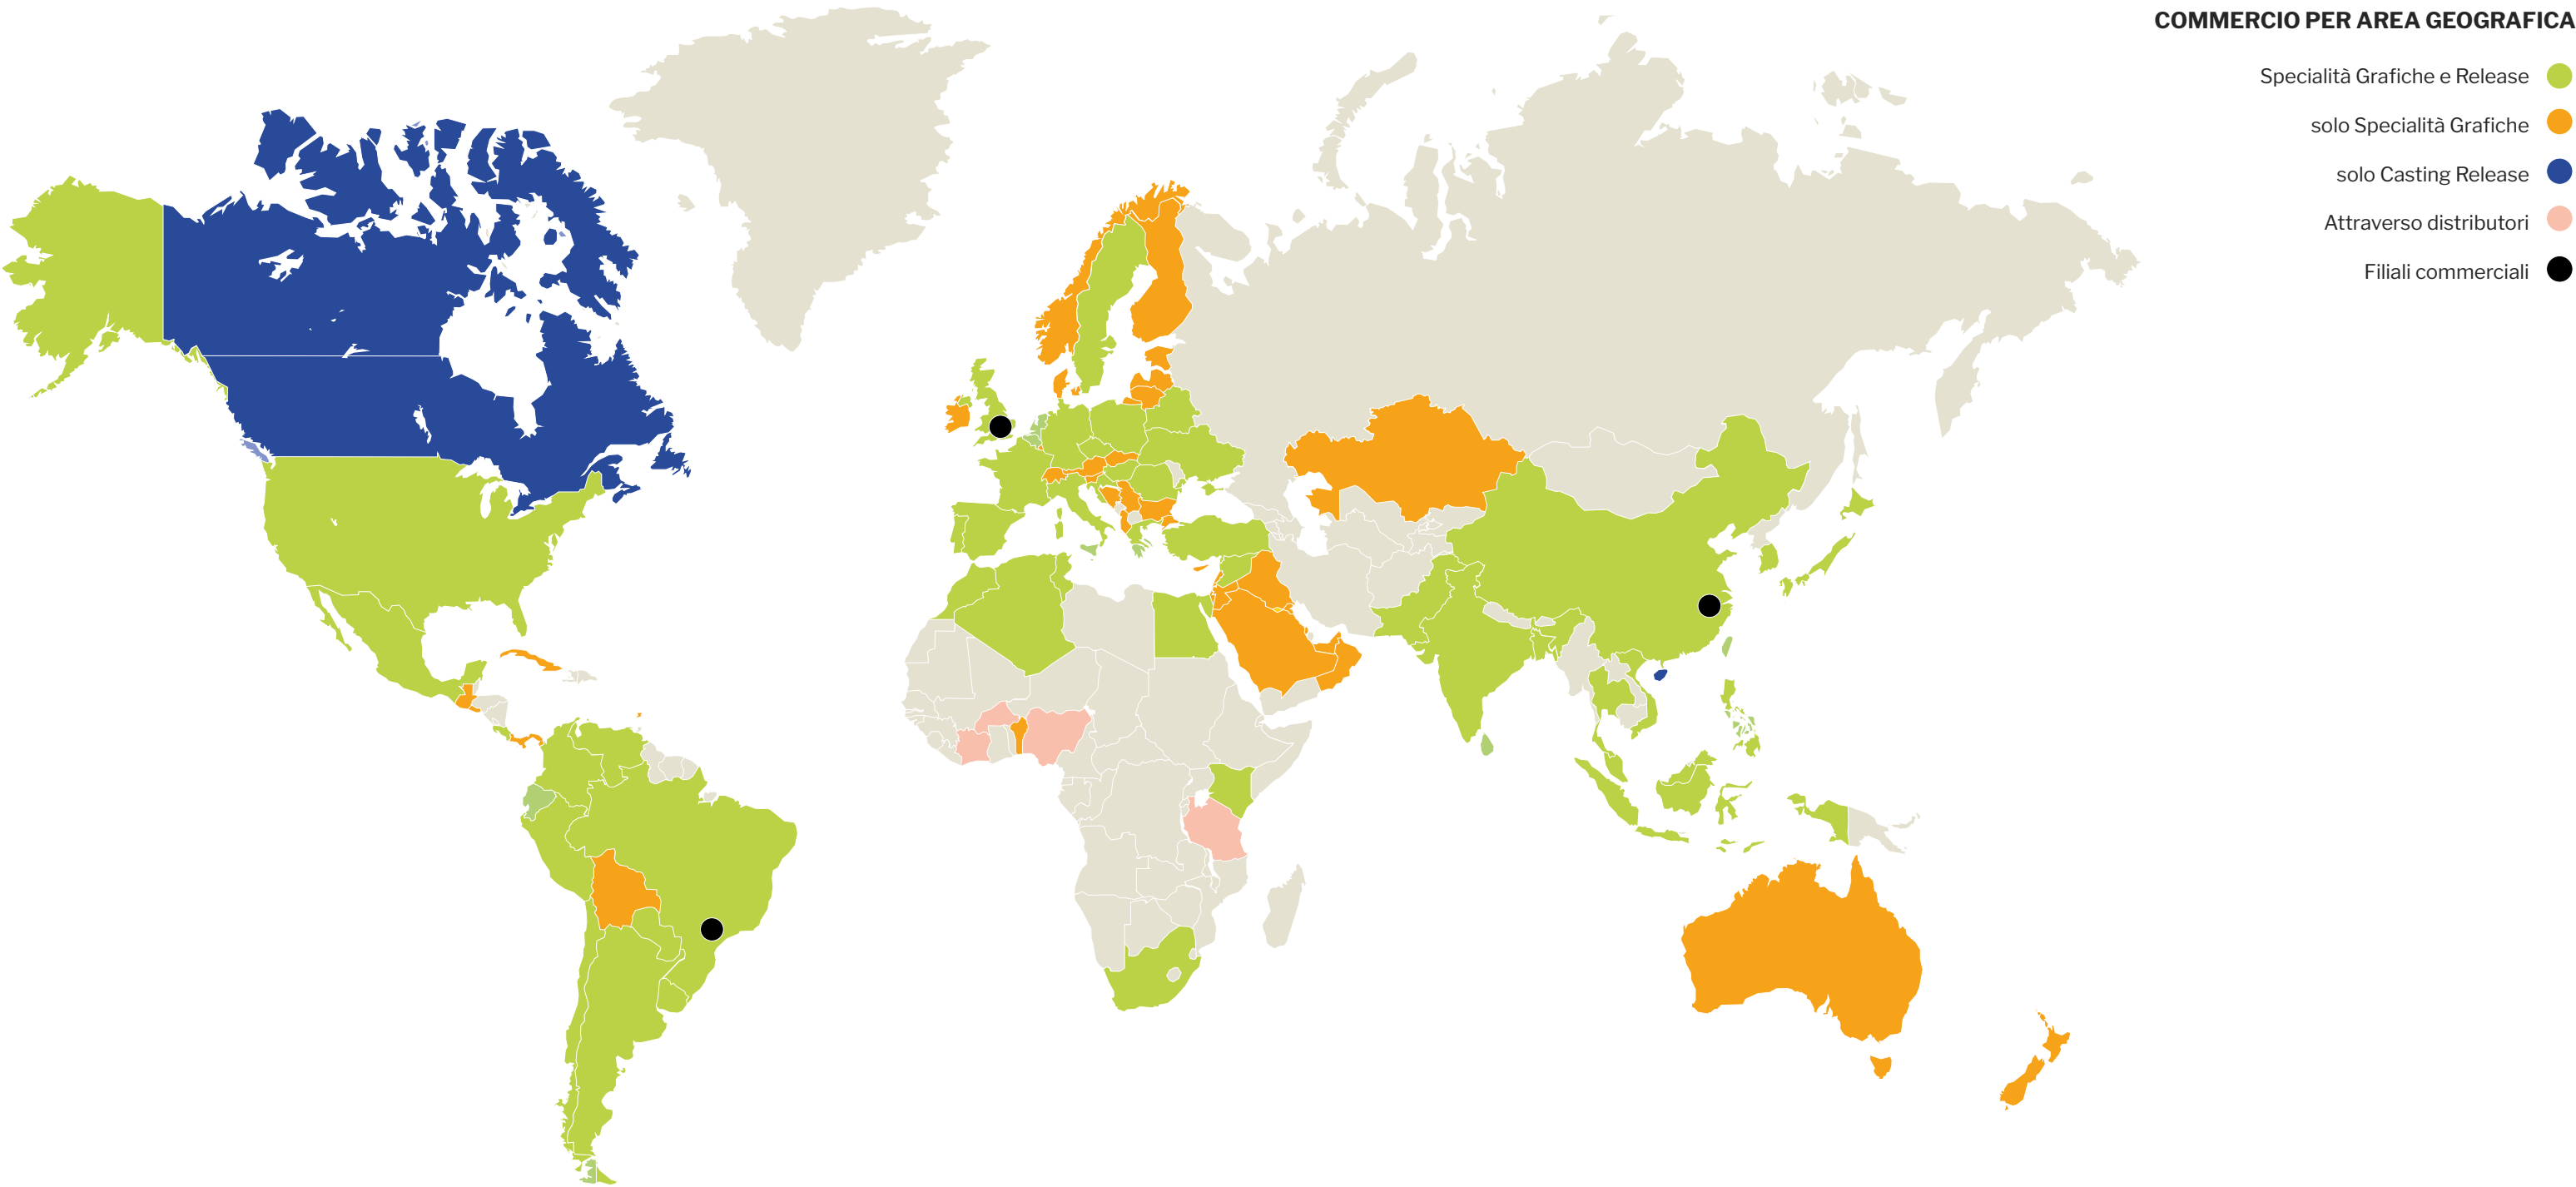 COMMERCIO PER AREA GEOGRAFICA
Specialità Grafiche e Release
solo Specialità Grafiche
solo Casting Release
Attraverso distributori
Filiali commerciali